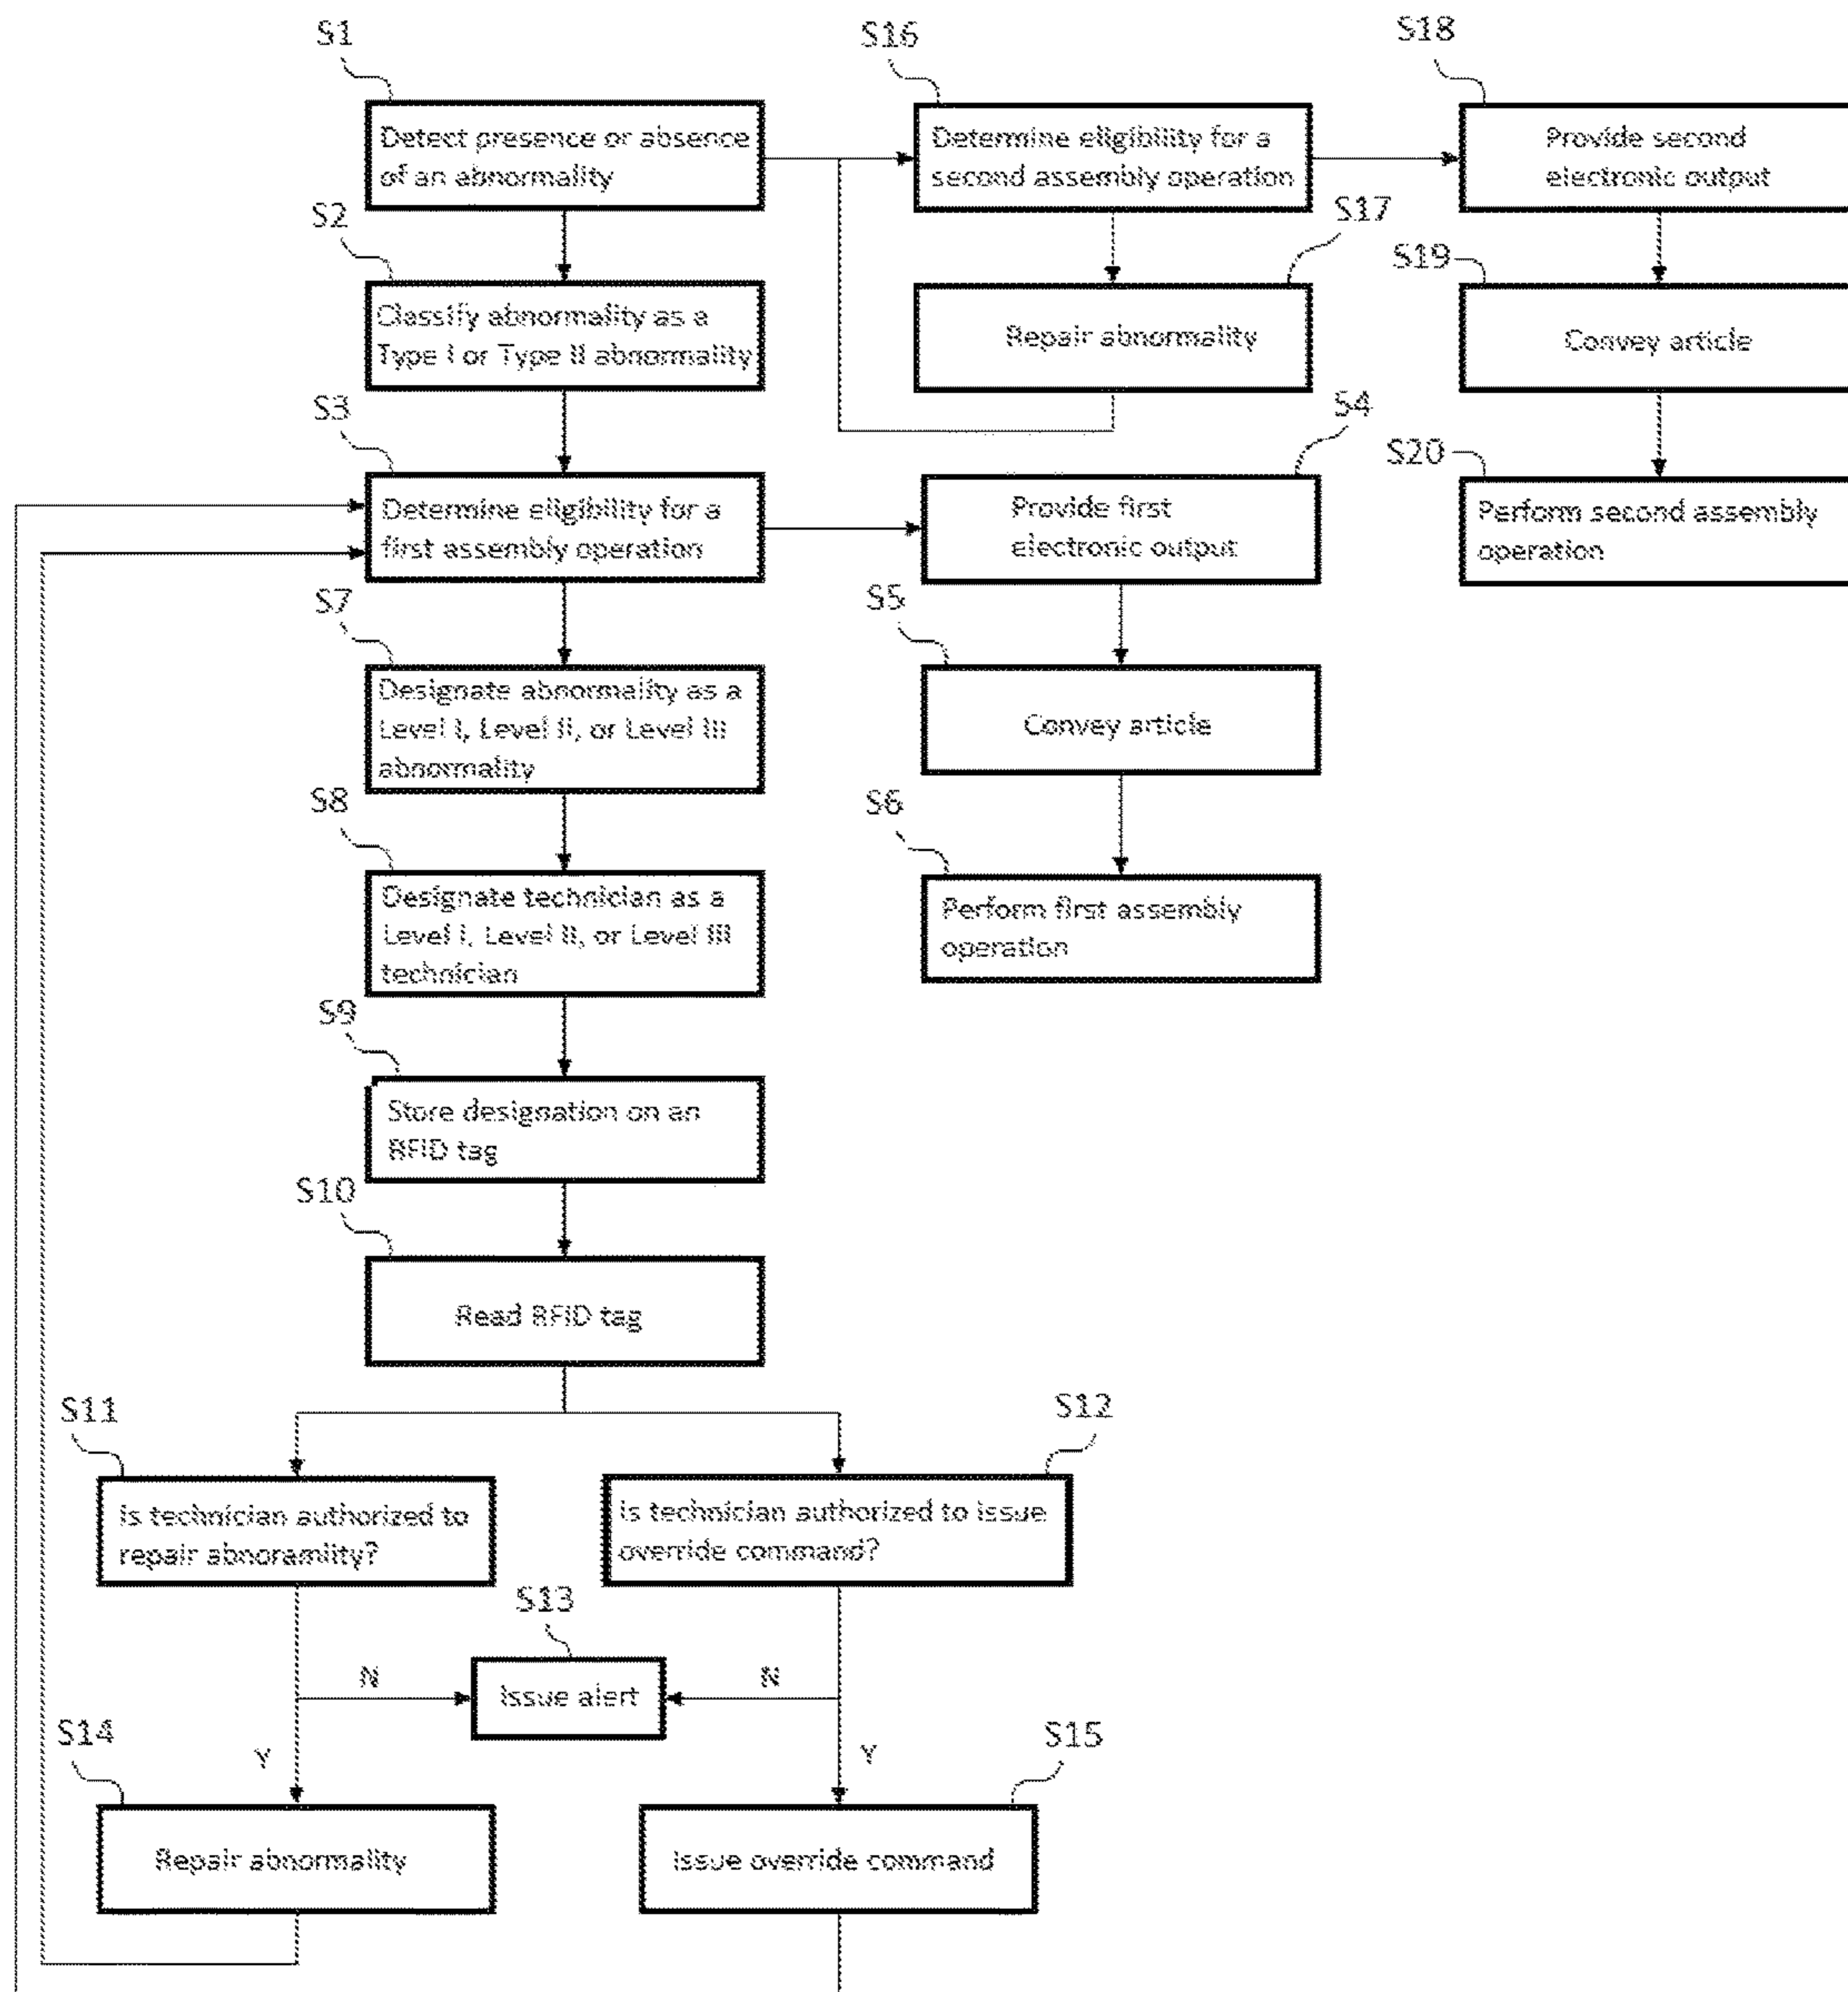 S1
Detect presence or absence
of an abnormality
S16
Determine eligibility for a
second assembly operation
S18
Provide second
electronic output
S2
Classify abnormality as a
Type I or Type II abnormality
S17
Repair abnormality
S19
Convey article
S3
Determine eligibility for a
first assembly operation
S4
Provide first
electronic output
S20
Perform second assembly
operation
S7
Designate abnormality as a
Level I, Level II, or Level III
abnormality
S5
Convey article
S8
Designate technician as a
Level I, Level II, or Level III
technician
S6
Perform first assembly
operation
S9
Store designation on an
RFID tag
S10
Read RFID tag
S11
Is technician authorized to
repair abnoramlity?
S12
Is technician authorized to issue
override command?
S13
Issue alert
N
N
Y
Y
S14
Repair abnormality
S15
Issue override command